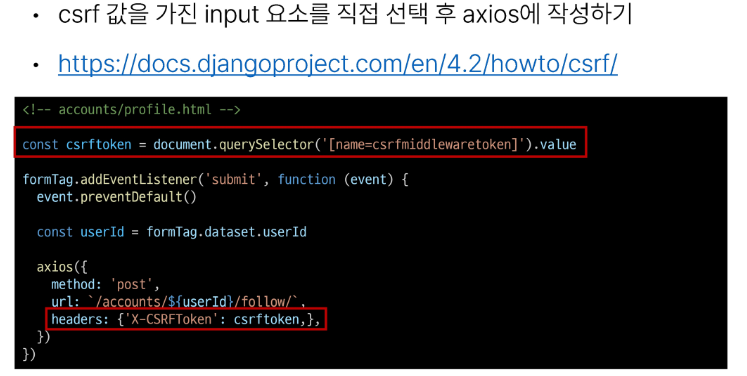 • csrf 값을 가진 input 요소를 직접 선택 후 axios에 작성하기
• https://docs.djangoproject.com/en/4.2/howto/csrf/
<!-- accounts/profile.html -->
const csrftoken = document.querySelector('[name=csrfmiddlewaretoken]').value
formTag.addEventListener('submit', function (event) {
  event.preventDefault()
  const userId = formTag.dataset.userId
  axios({
    method: 'post',
    url: `/accounts/${userId}/follow/`,
    headers: {'X-CSRFToken': csrftoken,},
  })
})